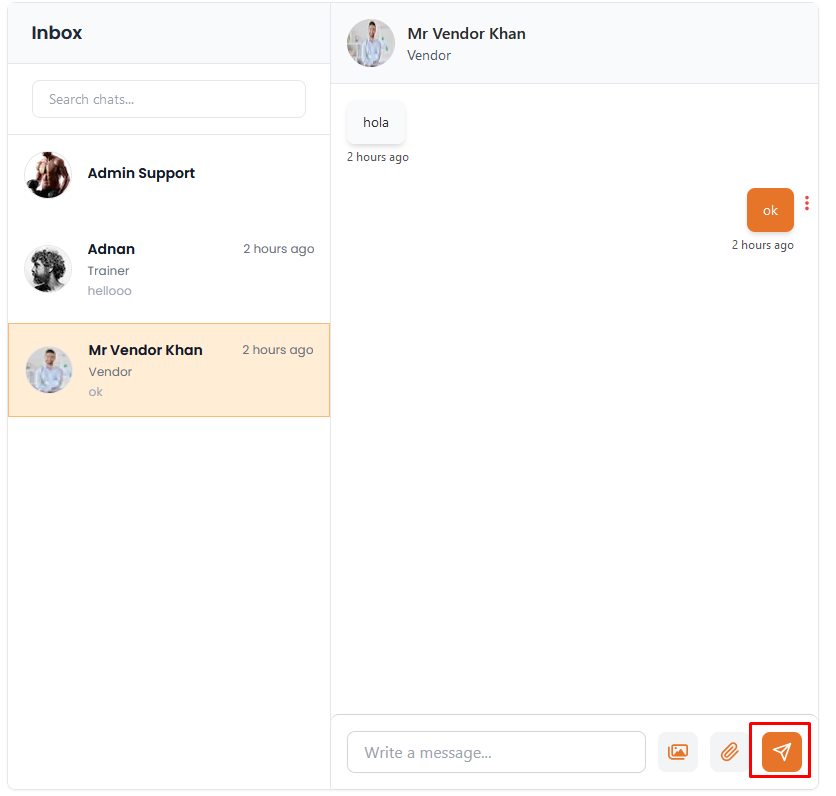 Inbox
Search chats...
Admin Support
Adnan 2 hours ago
Trainer
hellooo
Mr Vendor Khan 2 hours ago
Vendor
ok
Mr Vendor Khan
Vendor
hola
2 hours ago
ok
2 hours ago
Write a message...